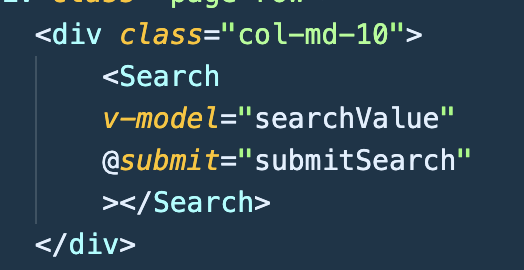 <div class="col-md-10">
<Search
v-model="searchValue"
@submit="submitSearch"
></Search>
</div>